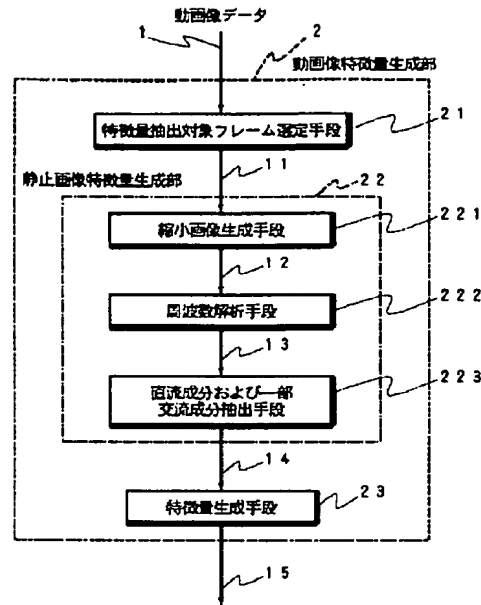 動画像データ
1
2
動画像特徴量生成部
特徴量抽出対象フレーム選定手段
21
11
静止画像特徴量生成部
22
縮小画像生成手段
221
12
周波数解析手段
222
13
直流成分および一部
交流成分抽出手段
223
14
特徴量生成手段
23
15